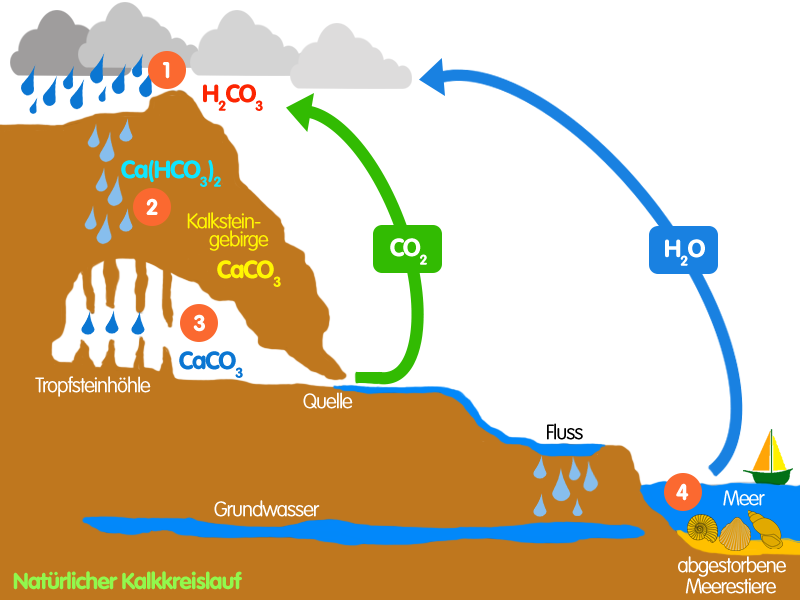 1
H₂CO₃
Ca(HCO₃)₂
2
Kalkstein-
gebirge
CaCO₃
CO₂
H₂O
3
CaCO₃
Tropfsteinhöhle
Quelle
Fluss
4
Meer
Grundwasser
abgestorbene
Meerestiere
Natürlicher Kalkkreislauf